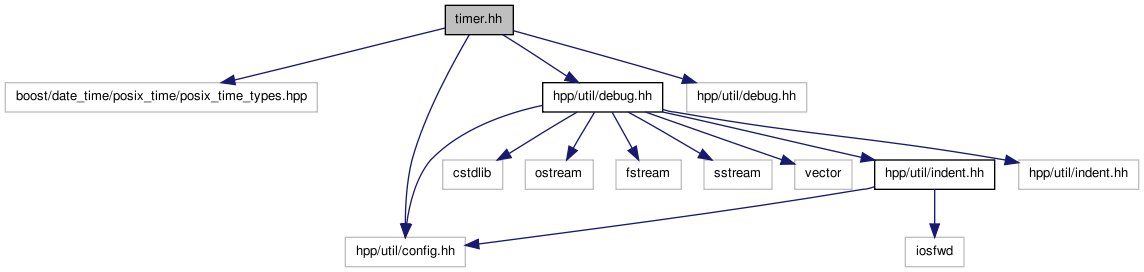 timer.hh
boost/date_time/posix_time/posix_time_types.hpp
hpp/util/debug.hh
hpp/util/debug.hh
cstdlib
ostream
fstream
sstream
vector
hpp/util/indent.hh
hpp/util/indent.hh
hpp/util/config.hh
iosfwd